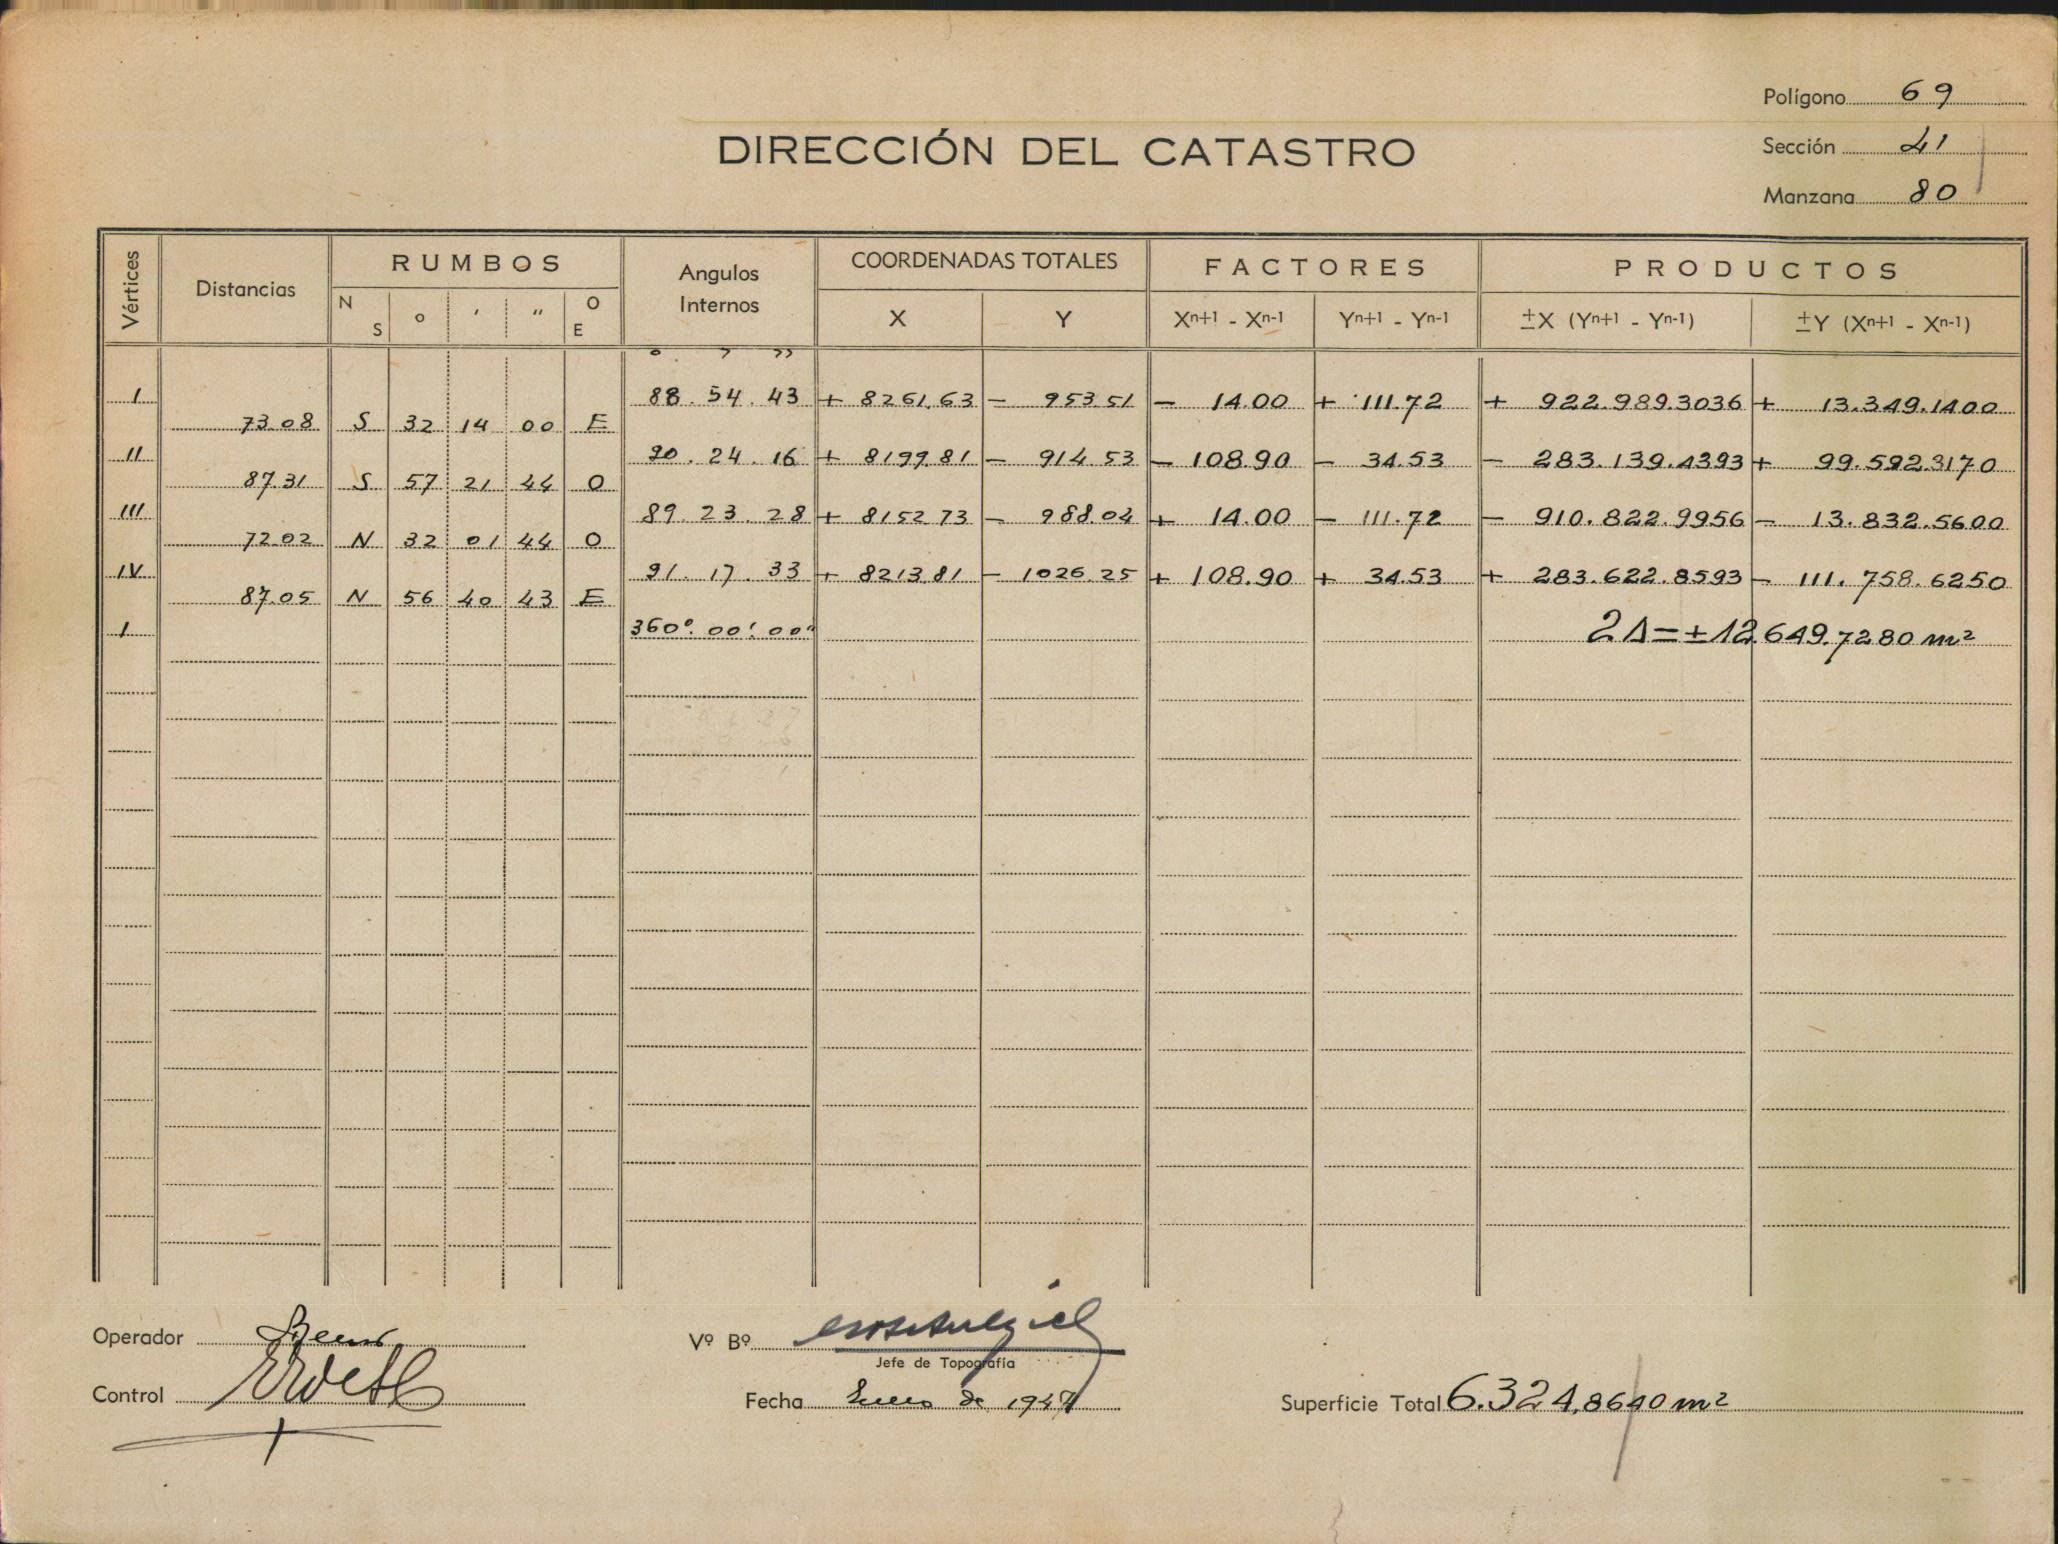 Polígono 69
DIRECCIÓN DEL CATASTRO
Sección 41
Manzana 80
Vértices Distancias RUMBOS Angulos Internos COORDENADAS TOTALES FACTORES PRODUCTOS
N S o ' " O E X Y Xn+1 - Xn-1 Yn+1 - Yn-1 ±X (Yn+1 - Yn-1) ±Y (Xn+1 - Xn-1)
o , ,,
I 88. 54. 43 + 8261.63 - 953.51 - 14.00 + 111.72 + 922.989.3036 + 13.349.1400
73.08 S 32 14 00 E
II 90. 24. 16 + 8199.81 - 914.53 - 108.90 - 34.53 - 283.139.4393 + 99.592.3170
87.31 S 57 21 44 O
III 89. 23. 28 + 8152.73 - 988.04 + 14.00 - 111.72 - 910.822.9956 - 13.832.5600
72.02 N 32 01 44 O
IV 91. 17. 33 + 8213.81 - 1026.25 + 108.90 + 34.53 + 283.622.8593 - 111.758.6250
87.05 N 56 40 43 E
I 360°. 00'. 00" 2Δ=±12.649.7280 m²
Operador
Vº Bº
Jefe de Topografía
Control
Fecha Enero de 1947
Superficie Total 6.324,8640 m²